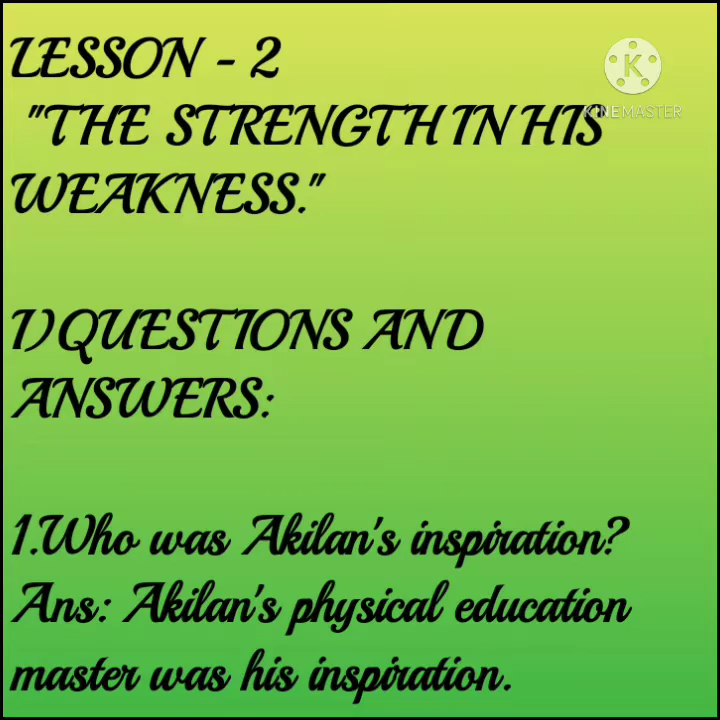 LESSON - 2
"THE STRENGTH IN HIS
WEAKNESS."
I) QUESTIONS AND
ANSWERS:
1.Who was Akilan's inspiration?
Ans: Akilan's physical education
master was his inspiration.
K
KINEMASTER